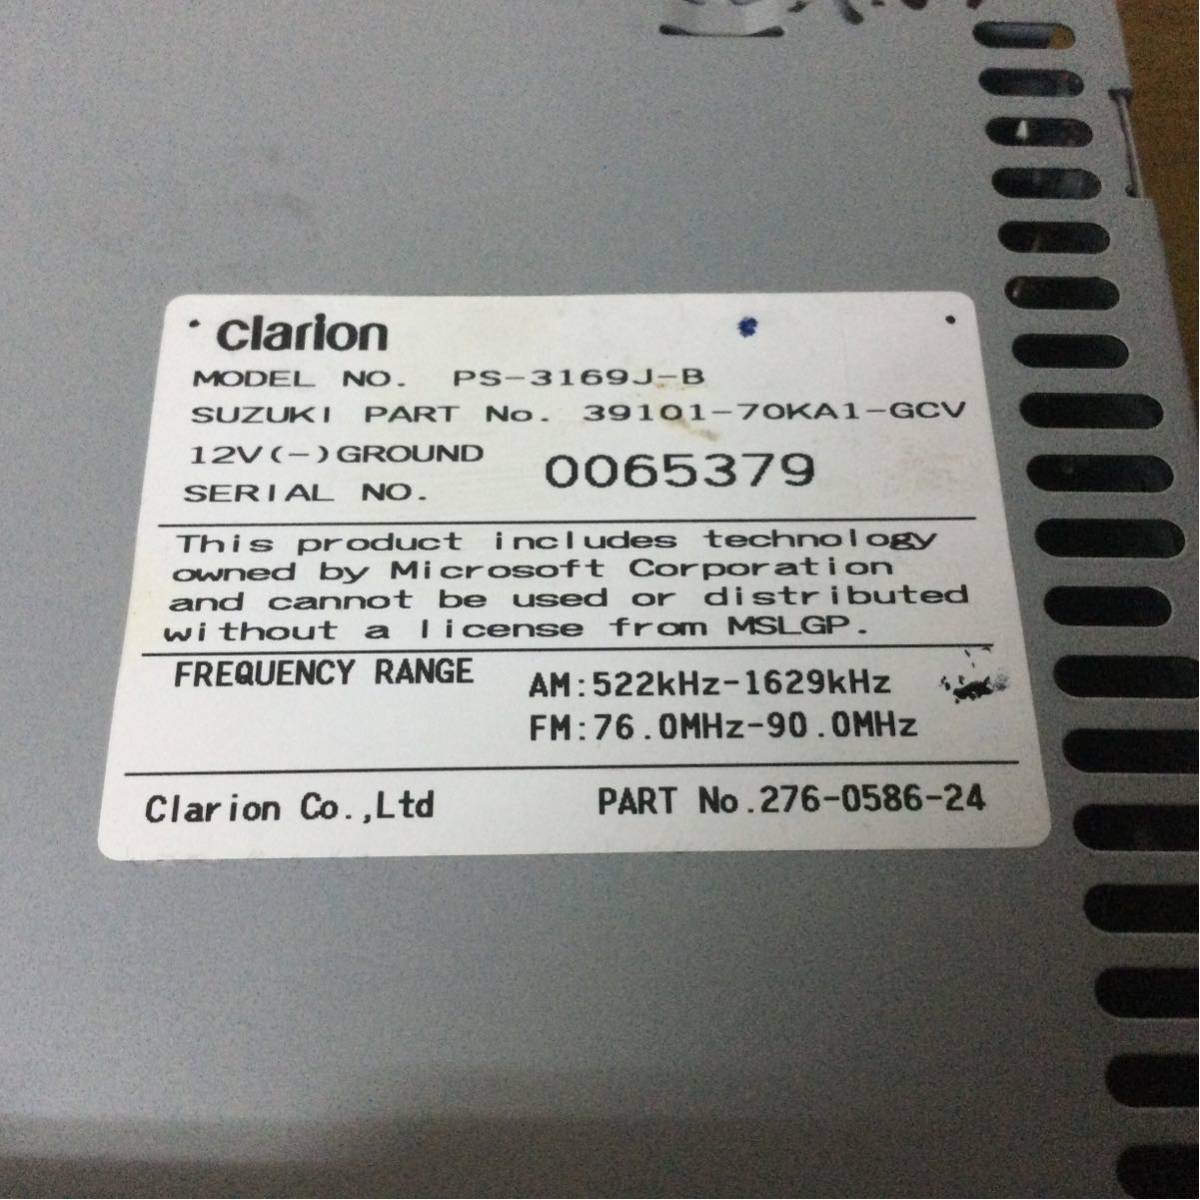 clarion
MODEL NO. PS-3169J-B
SUZUKI PART No. 39101-70KA1-GCV
12V(-)GROUND
SERIAL NO. 0065379
This product includes technology
owned by Microsoft Corporation
and cannot be used or distributed
without a license from MSLGP.
FREQUENCY RANGE AM:522kHz-1629kHz
FM:76.0MHz-90.0MHz
Clarion Co.,Ltd PART No.276-0586-24